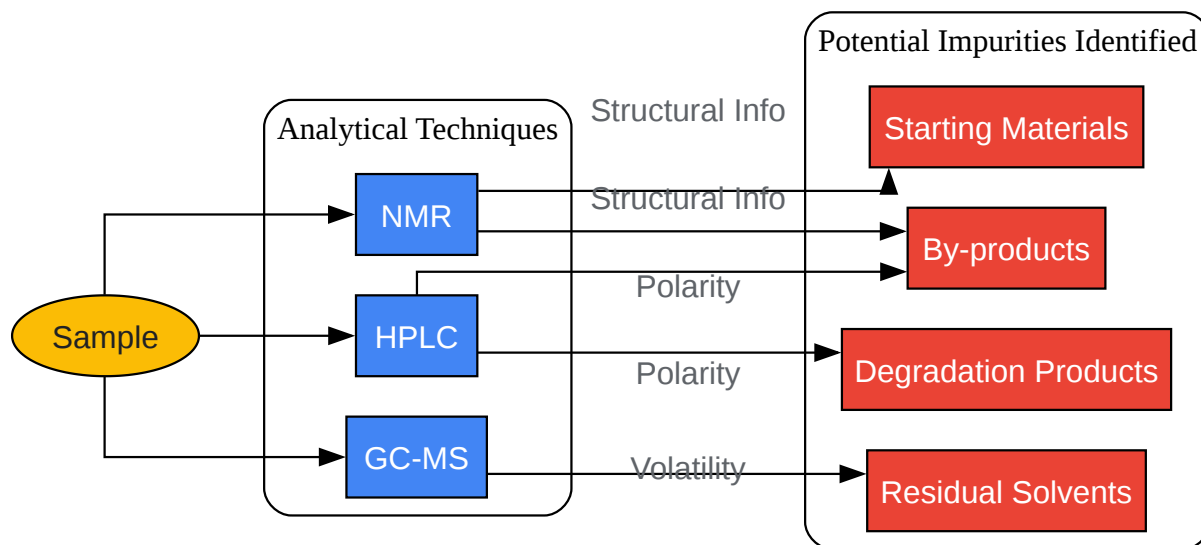 Potential Impurities Identified
Structural Info
Starting Materials
Analytical Techniques
NMR
Structural Info
By-products
Sample
HPLC
Polarity
Polarity
Degradation Products
GC-MS
Volatility
Residual Solvents